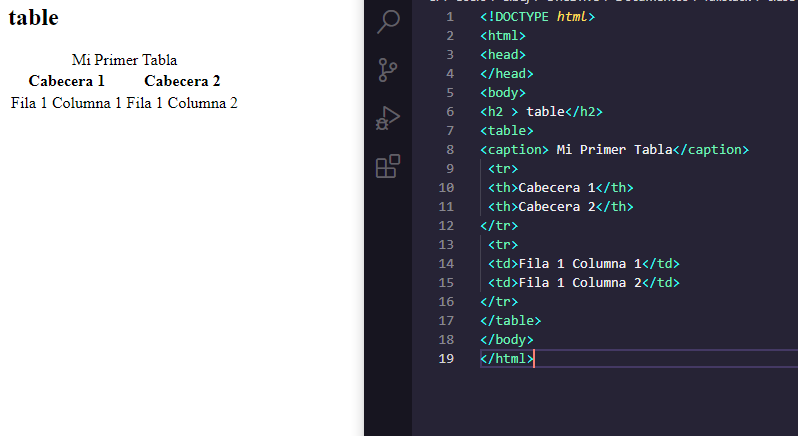 table
Mi Primer Tabla
Cabecera 1 Cabecera 2
Fila 1 Columna 1 Fila 1 Columna 2
1 <!DOCTYPE html>
2 <html>
3 <head>
4 </head>
5 <body>
6 <h2 > table</h2>
7 <table>
8 <caption> Mi Primer Tabla</caption>
9 <tr>
10 <th>Cabecera 1</th>
11 <th>Cabecera 2</th>
12 </tr>
13 <tr>
14 <td>Fila 1 Columna 1</td>
15 <td>Fila 1 Columna 2</td>
16 </tr>
17 </table>
18 </body>
19 </html>